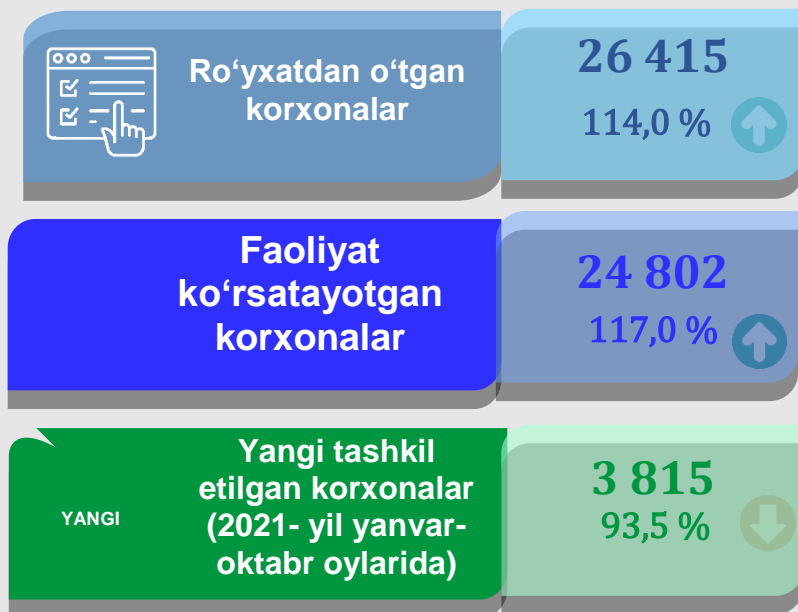 Ro‘yxatdan o‘tgan
korxonalar
26 415
114,0 %
Faoliyat
ko‘rsatayotgan
korxonalar
24 802
117,0 %
YANGI
Yangi tashkil
etilgan korxonalar
(2021- yil yanvar-
oktabr oylarida)
3 815
93,5 %